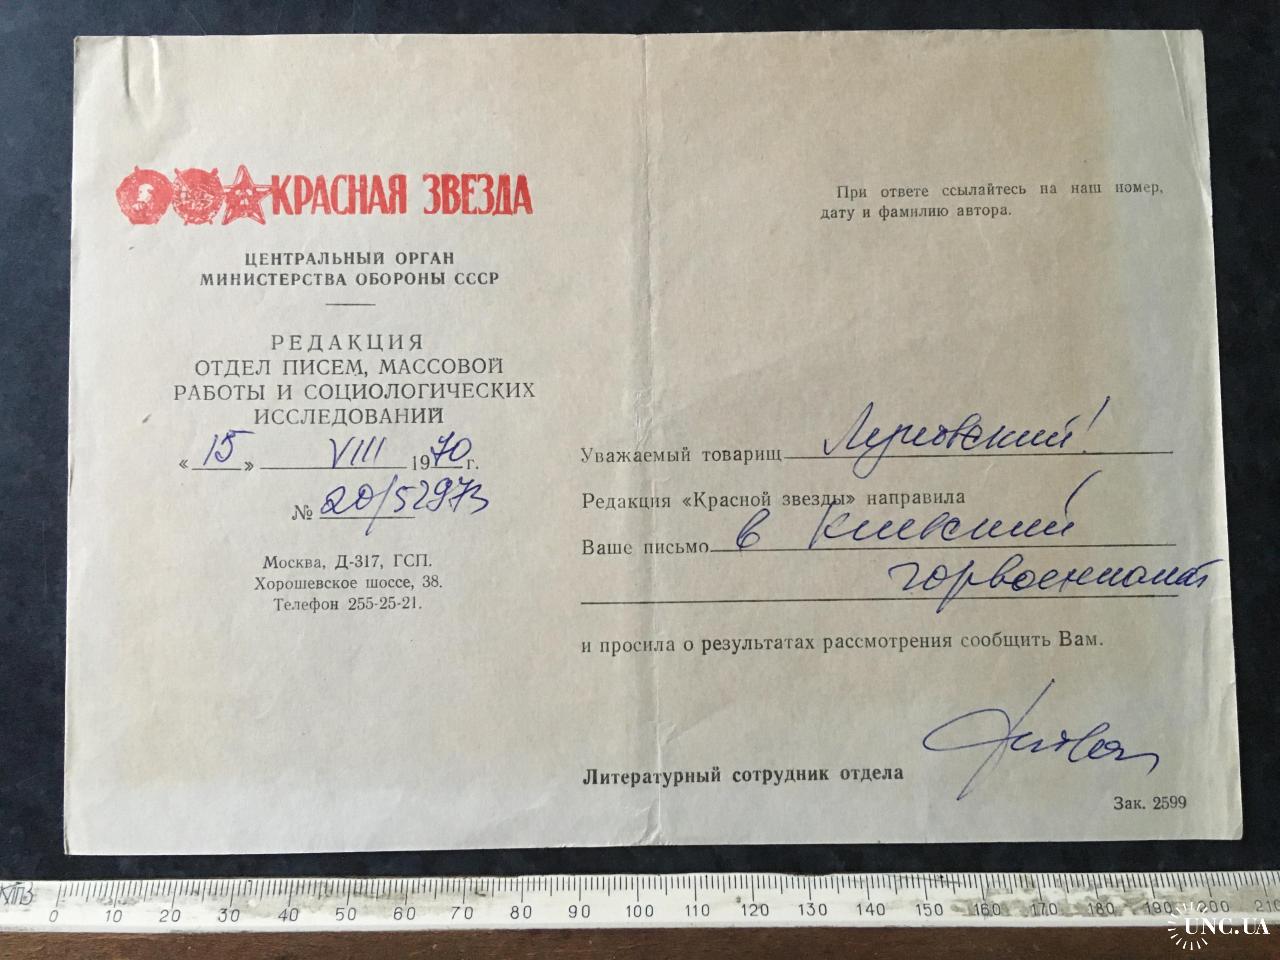 КРАСНАЯ ЗВЕЗДА
ЦЕНТРАЛЬНЫЙ ОРГАН
МИНИСТЕРСТВА ОБОРОНЫ СССР
РЕДАКЦИЯ
ОТДЕЛ ПИСЕМ, МАССОВОЙ
РАБОТЫ И СОЦИОЛОГИЧЕСКИХ
ИССЛЕДОВАНИЙ
«15» VIII 1970 г.
№ 20/52973
Москва, Д-317, ГСП.
Хорошевское шоссе, 38.
Телефон 255-25-21.
При ответе ссылайтесь на наш номер,
дату и фамилию автора.
Уважаемый товарищ
Редакция «Красной звезды» направила
Ваше письмо в Киевский
горвоенкомат
и просила о результатах рассмотрения сообщить Вам.
Литературный сотрудник отдела
Зак. 2599
0 10 20 30 40 50 60 70 80 90 100 110 120 130 140 150 160 170 180 190 200 210
UNC.UA